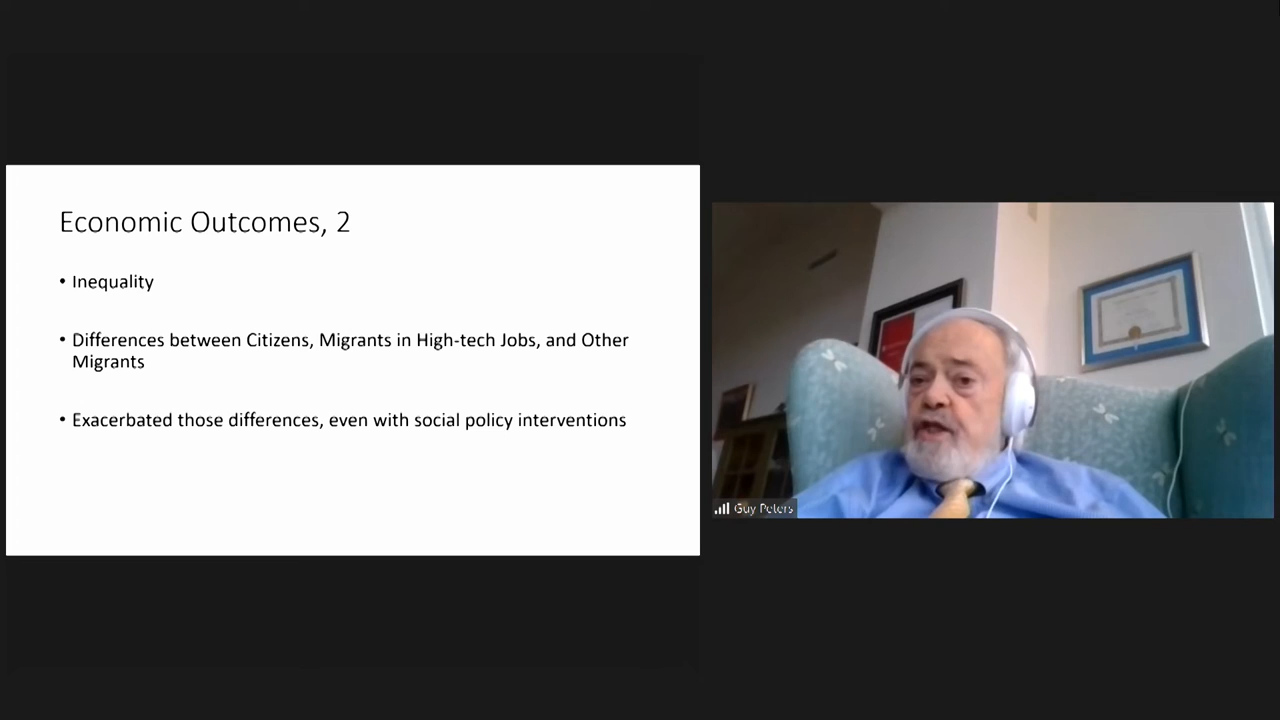 Economic Outcomes, 2
• Inequality
• Differences between Citizens, Migrants in High-tech Jobs, and Other
Migrants
• Exacerbated those differences, even with social policy interventions
Guy Peters